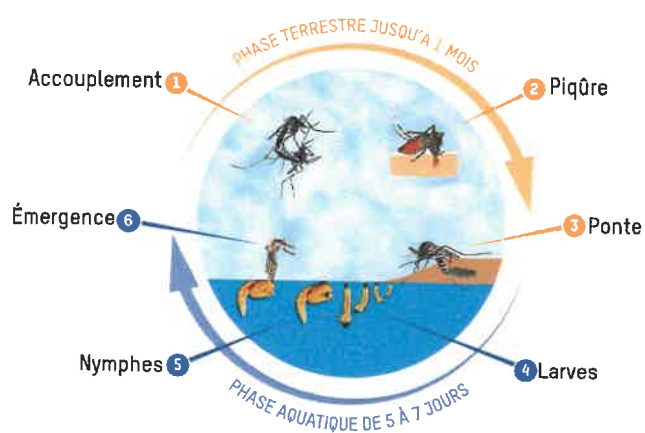 PHASE TERRESTRE JUSQU'A 1 MOIS
Accouplement 1
2 Piqûre
Émergence 6
3 Ponte
Nymphes 5
4 Larves
PHASE AQUATIQUE DE 5 À 7 JOURS